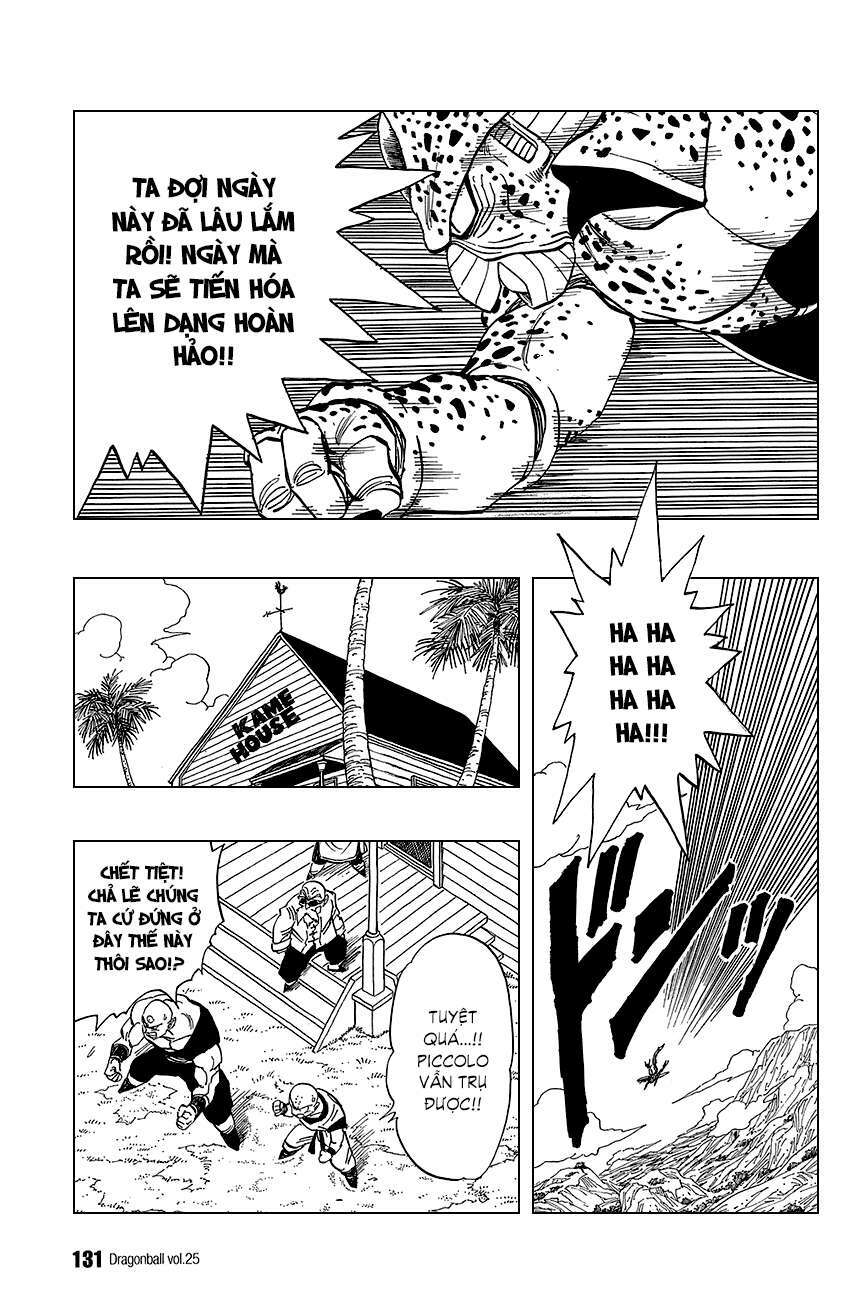 TA ĐỢI NGÀY
NÀY ĐÃ LÂU LẮM
RỒI! NGÀY MÀ
TA SẼ TIẾN HÓA
LÊN DẠNG HOÀN
HẢO!!
HA HA
HA HA
HA HA
HA!!!
ドンッ
KAME
HOUSE
CHẾT TIỆT!
CHẢ LẼ CHÚNG
TA CỨ ĐỨNG Ở
ĐÂY THẾ NÀY
THÔI SAO!?
TUYỆT
QUÁ...!!
PICCOLO
VẪN TRỤ
ĐƯỢC!!
131 Dragonball vol.25